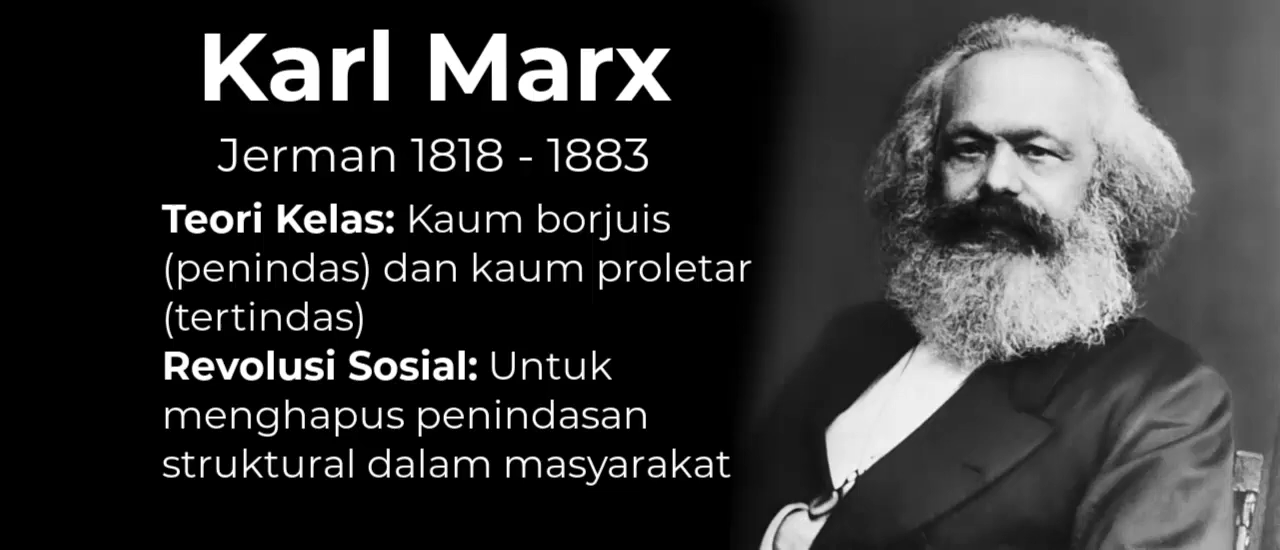 Karl Marx
Jerman 1818 - 1883
Teori Kelas: Kaum borjuis
(penindas) dan kaum proletar
(tertindas)
Revolusi Sosial: Untuk
menghapus penindasan
struktural dalam masyarakat